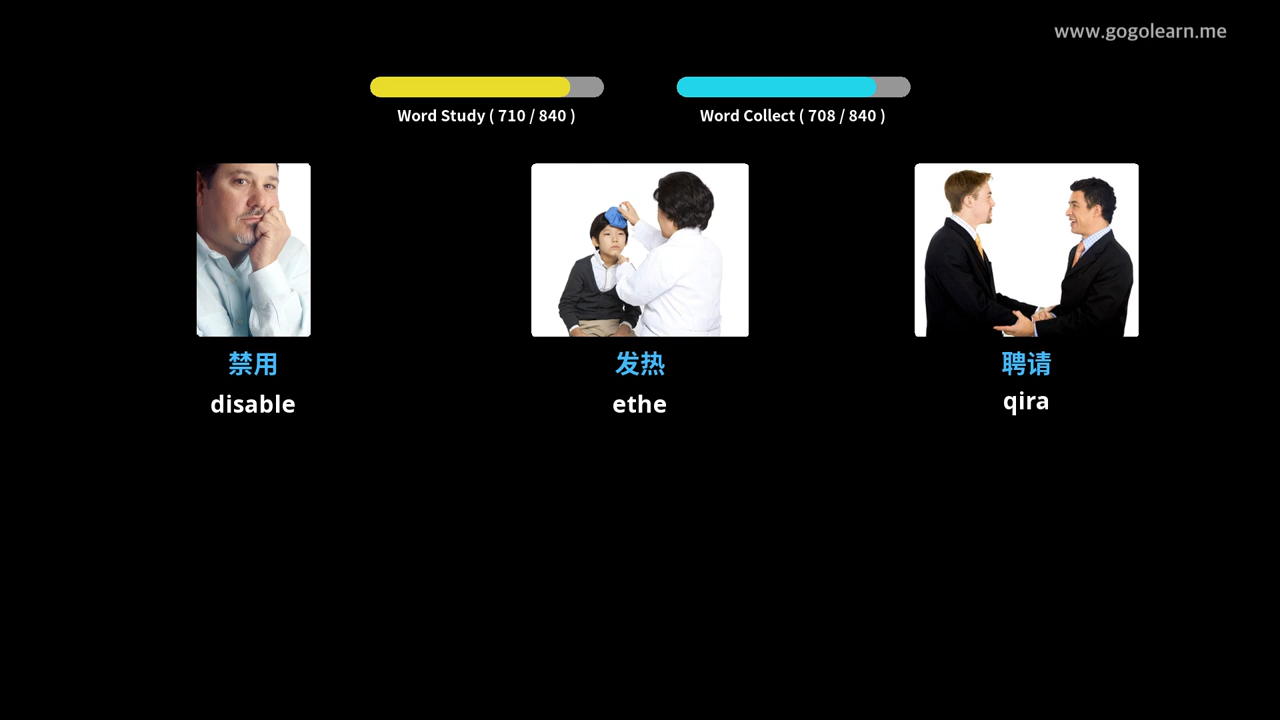 www.gogolearn.me
Word Study ( 710 / 840 )
Word Collect ( 708 / 840 )
禁用
发热
聘请
disable
ethe
qira